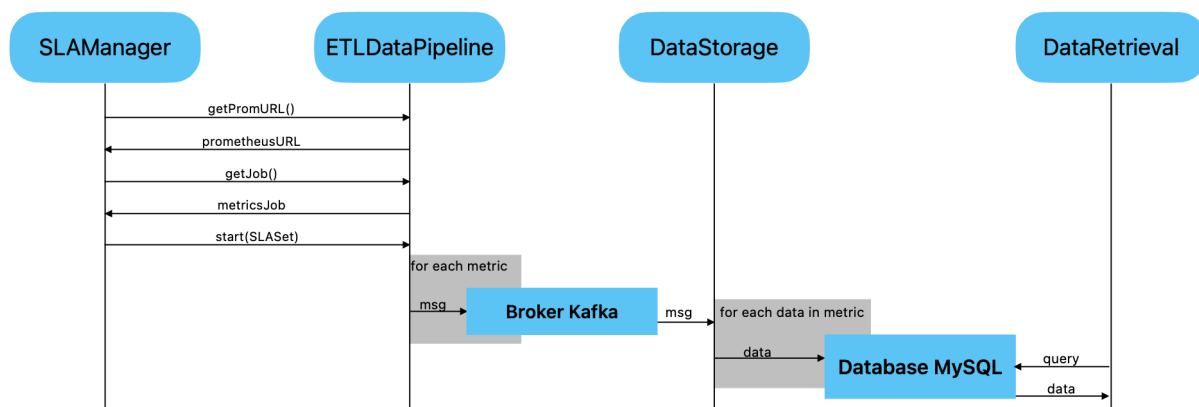 SLAManager
ETLDataPipeline
DataStorage
DataRetrieval
getPromURL()
prometheusURL
getJob()
metricsJob
start(SLASet)
for each metric
msg
Broker Kafka
msg
for each data in metric
data
Database MySQL
query
data